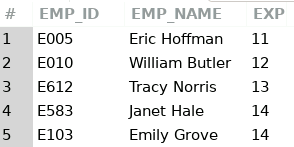 # EMP_ID EMP_NAME EXP
1 E005 Eric Hoffman 11
2 E010 William Butler 12
3 E612 Tracy Norris 13
4 E583 Janet Hale 14
5 E103 Emily Grove 14